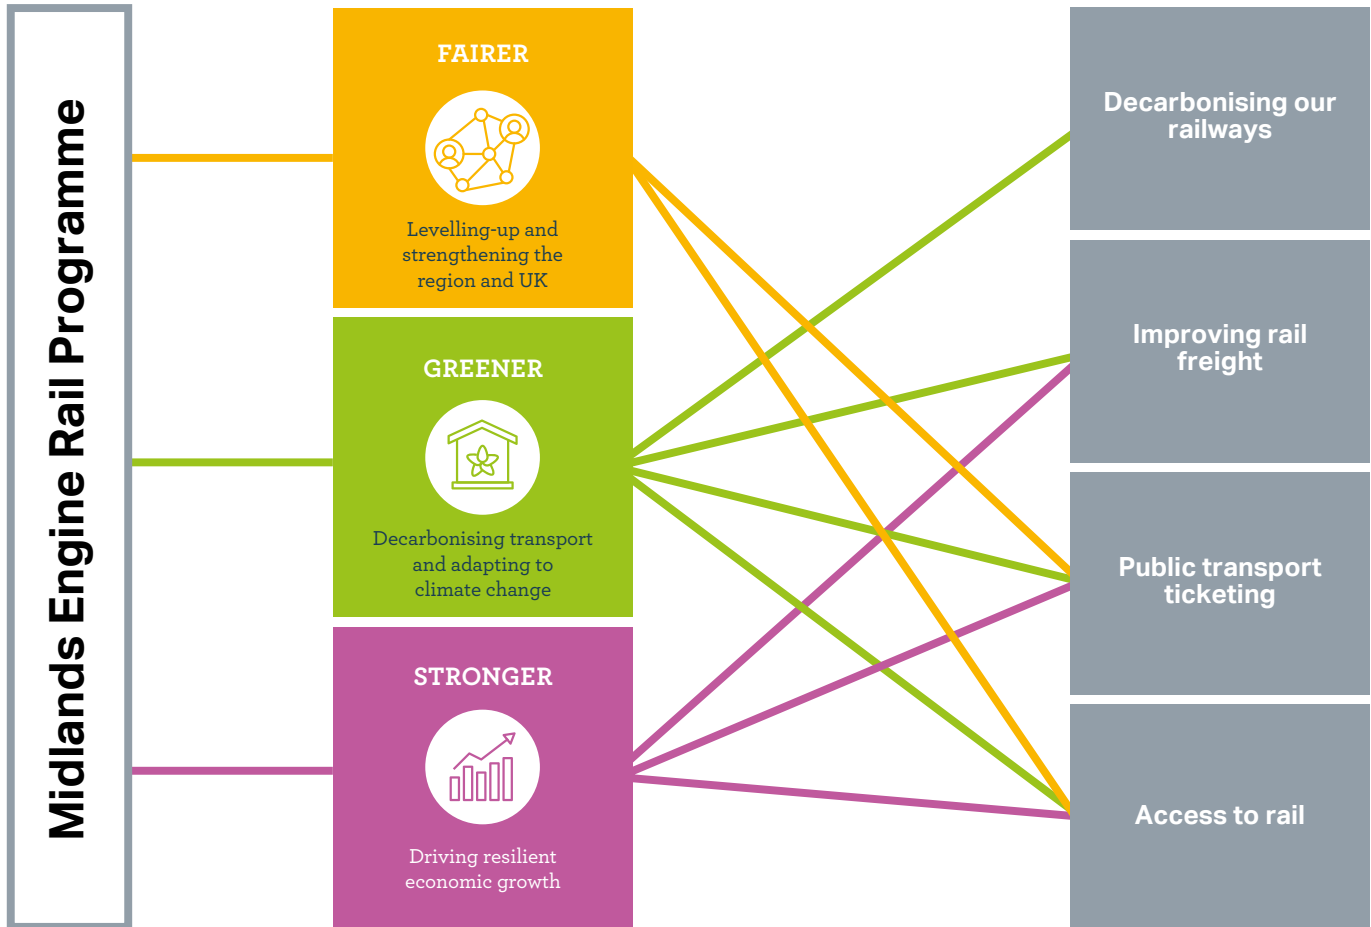 Midlands Engine Rail Programme
FAIRER
Levelling-up and
strengthening the
region and UK
GREENER
Decarbonising transport
and adapting to
climate change
STRONGER
Driving resilient
economic growth
Decarbonising our
railways
Improving rail
freight
Public transport
ticketing
Access to rail